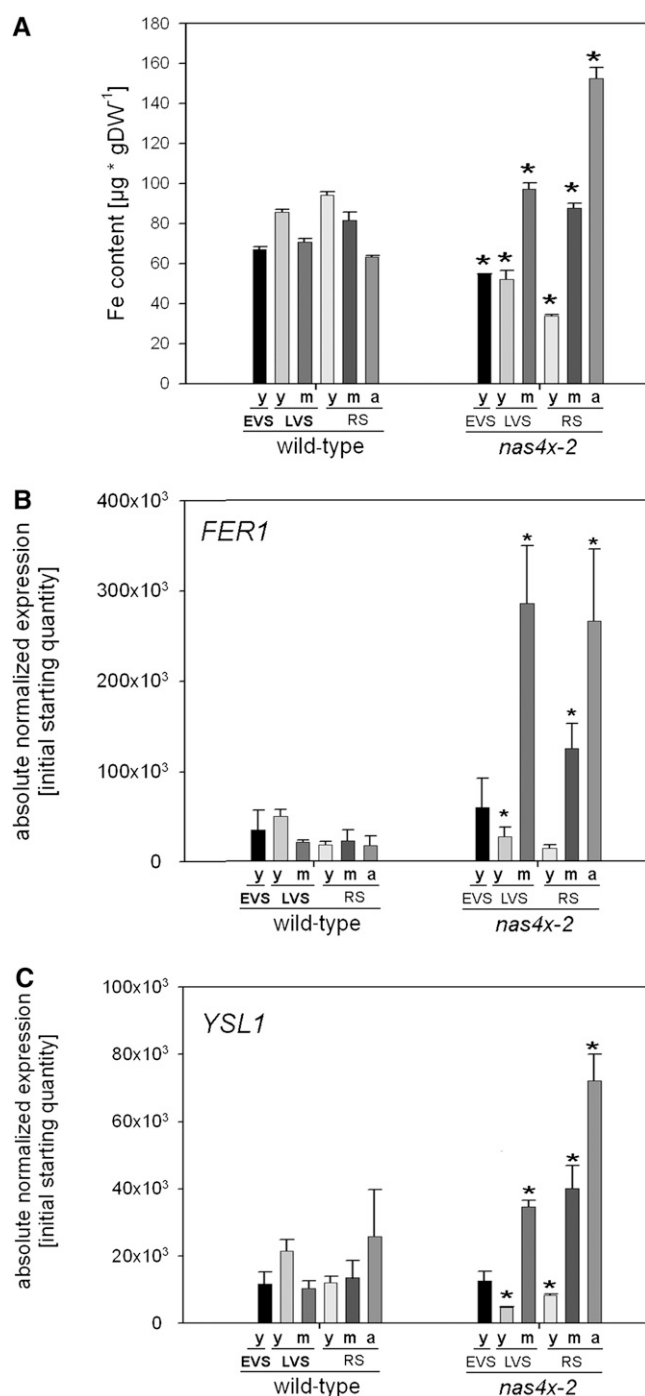 A
Fe content [µg * gDW⁻¹]
180
160
140
120
100
80
60
40
20
0
* * * * * *
y y m y m a y y m y m a
EVS LVS RS EVS LVS RS
wild-type nas4x-2
B
FER1
absolute normalized expression
[initial starting quantity]
400x10³
300x10³
200x10³
100x10³
0
* * * *
y y m y m a y y m y m a
EVS LVS RS EVS LVS RS
wild-type nas4x-2
C
YSL1
absolute normalized expression
[initial starting quantity]
100x10³
80x10³
60x10³
40x10³
20x10³
0
* * * * *
y y m y m a y y m y m a
EVS LVS RS EVS LVS RS
wild-type nas4x-2